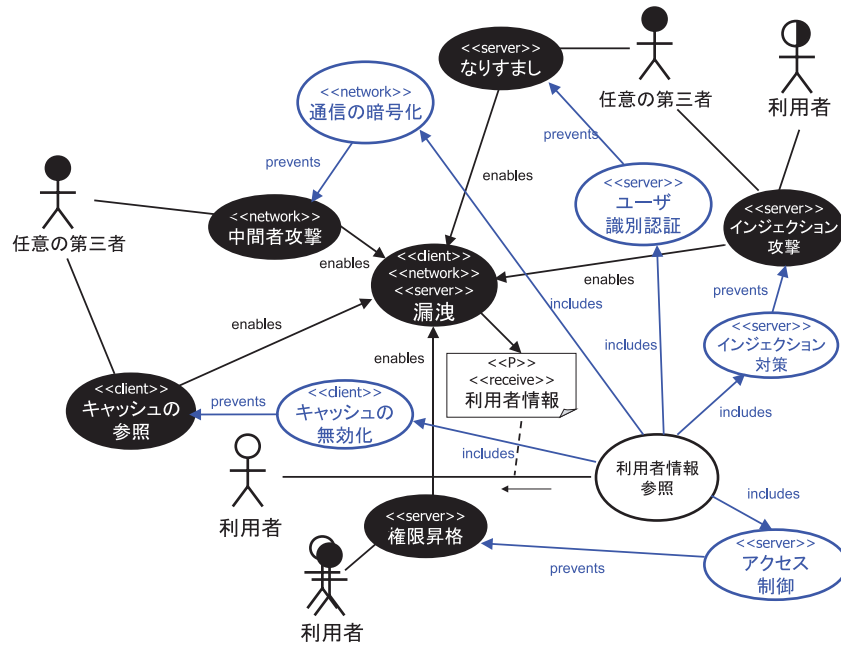 <<server>>
なりすまし
任意の第三者
利用者
<<network>>
通信の暗号化
prevents
prevents
enables
<<server>>
ユーザ
識別認証
<<server>>
インジェクション
攻撃
任意の第三者
<<network>>
中間者攻撃
enables
<<client>>
<<network>>
<<server>>
漏洩
enables
prevents
includes
includes
<<server>>
インジェクション
対策
enables
enables
<<P>>
<<receive>>
利用者情報
<<client>>
キャッシュの
参照
prevents
<<client>>
キャッシュの
無効化
includes
includes
利用者情報
参照
利用者
includes
<<server>>
権限昇格
prevents
<<server>>
アクセス
制御
利用者